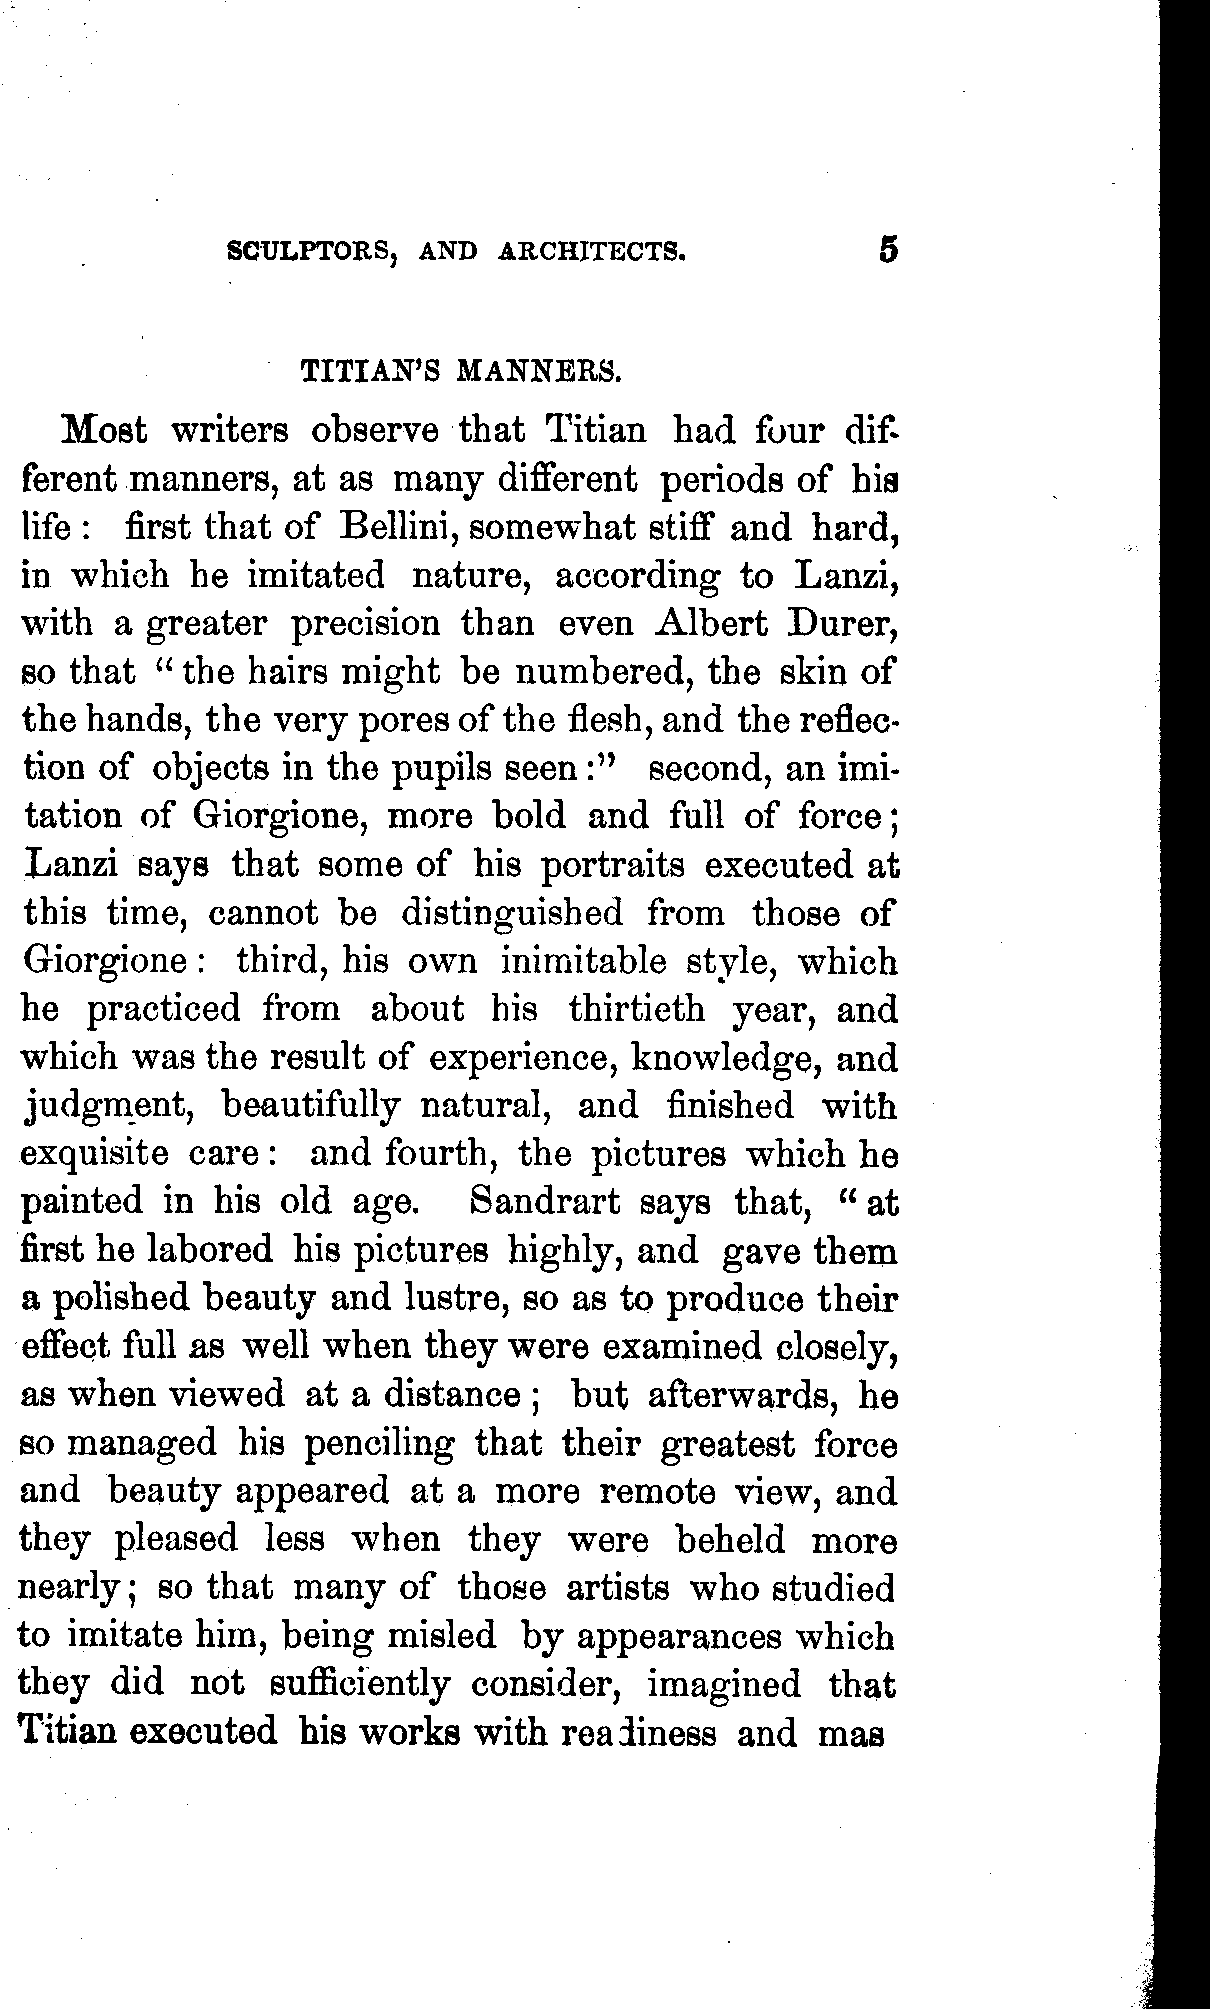 SCULPTORS, AND ARCHITECTS. 5
TITIAN'S MANNERS.
Most writers observe that Titian had four dif-
ferent manners, at as many different periods of his
life : first that of Bellini, somewhat stiff and hard,
in which he imitated nature, according to Lanzi,
with a greater precision than even Albert Durer,
so that “ the hairs might be numbered, the skin of
the hands, the very pores of the flesh, and the reflec-
tion of objects in the pupils seen :” second, an imi-
tation of Giorgione, more bold and full of force ;
Lanzi says that some of his portraits executed at
this time, cannot be distinguished from those of
Giorgione : third, his own inimitable style, which
he practiced from about his thirtieth year, and
which was the result of experience, knowledge, and
judgment, beautifully natural, and finished with
exquisite care : and fourth, the pictures which he
painted in his old age. Sandrart says that, “ at
first he labored his pictures highly, and gave them
a polished beauty and lustre, so as to produce their
effect full as well when they were examined closely,
as when viewed at a distance ; but afterwards, he
so managed his penciling that their greatest force
and beauty appeared at a more remote view, and
they pleased less when they were beheld more
nearly ; so that many of those artists who studied
to imitate him, being misled by appearances which
they did not sufficiently consider, imagined that
Titian executed his works with readiness and mas